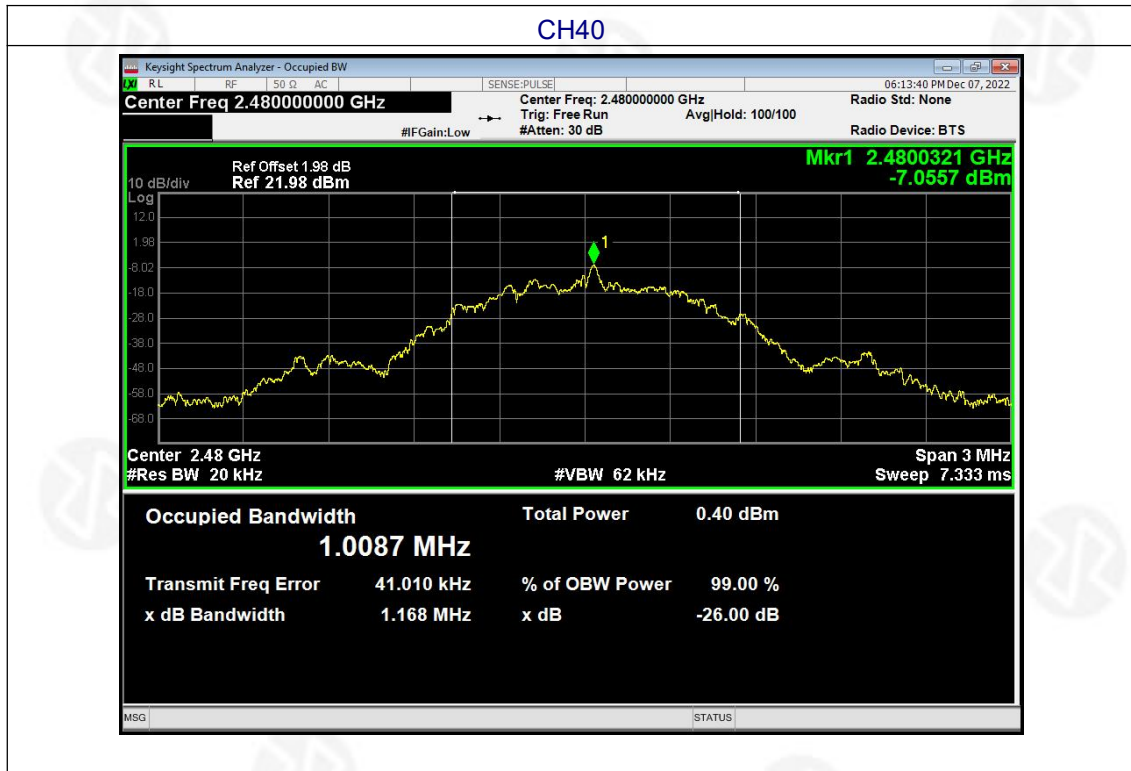 CH40
Keysight Spectrum Analyzer - Occupied BW
LXI RL RF 50 Ω AC SENSE:PULSE 06:13:40 PM Dec 07, 2022
Center Freq 2.480000000 GHz Center Freq: 2.480000000 GHz Radio Std: None
Trig: Free Run Avg|Hold: 100/100
#IFGain:Low #Atten: 30 dB Radio Device: BTS
Ref Offset 1.98 dB Mkr1 2.4800321 GHz
10 dB/div Ref 21.98 dBm -7.0557 dBm
Log
12.0
1.98
-8.02
-18.0
-28.0
-38.0
-48.0
-58.0
-68.0
1
Center 2.48 GHz Span 3 MHz
#Res BW 20 kHz #VBW 62 kHz Sweep 7.333 ms
Occupied Bandwidth Total Power 0.40 dBm
1.0087 MHz
Transmit Freq Error 41.010 kHz % of OBW Power 99.00 %
x dB Bandwidth 1.168 MHz x dB -26.00 dB
MSG STATUS